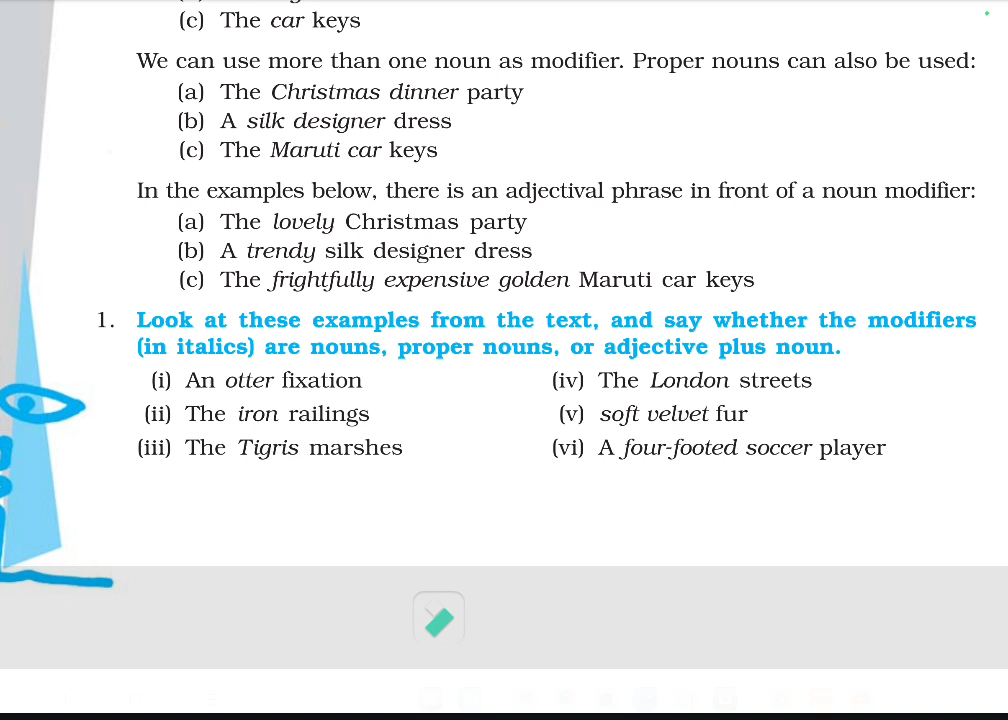 (c) The car keys
We can use more than one noun as modifier. Proper nouns can also be used:
(a) The Christmas dinner party
(b) A silk designer dress
(c) The Maruti car keys
In the examples below, there is an adjectival phrase in front of a noun modifier:
(a) The lovely Christmas party
(b) A trendy silk designer dress
(c) The frightfully expensive golden Maruti car keys
1. Look at these examples from the text, and say whether the modifiers
(in italics) are nouns, proper nouns, or adjective plus noun.
(i) An otter fixation
(ii) The iron railings
(iii) The Tigris marshes
(iv) The London streets
(v) soft velvet fur
(vi) A four-footed soccer player